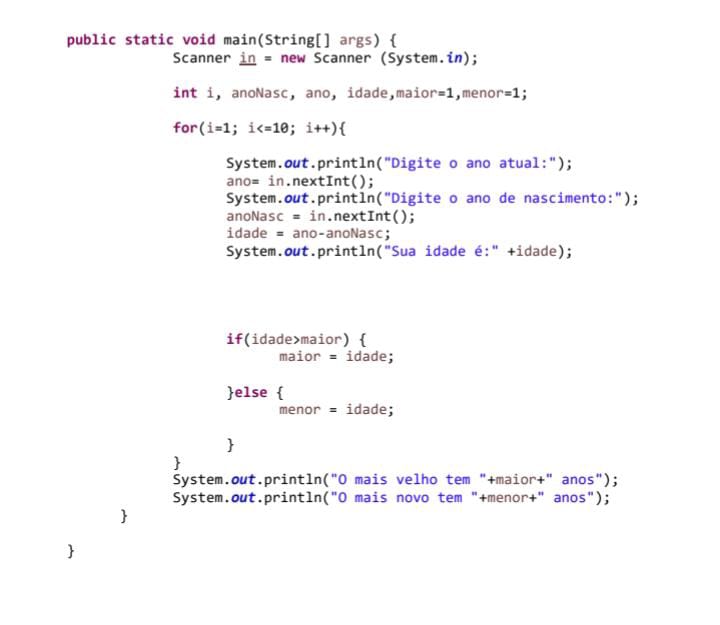 public static void main(String[] args) {
Scanner in = new Scanner (System.in);
int i, anoNasc, ano, idade,maior=1,menor=1;
for(i=1; i<=10; i++){
System.out.println("Digite o ano atual:");
ano= in.nextInt();
System.out.println("Digite o ano de nascimento:");
anoNasc = in.nextInt();
idade = ano-anoNasc;
System.out.println("Sua idade é:" +idade);
if(idade>maior) {
maior = idade;
}else {
menor = idade;
}
}
System.out.println("O mais velho tem "+maior+" anos");
System.out.println("O mais novo tem "+menor+" anos");
}
}